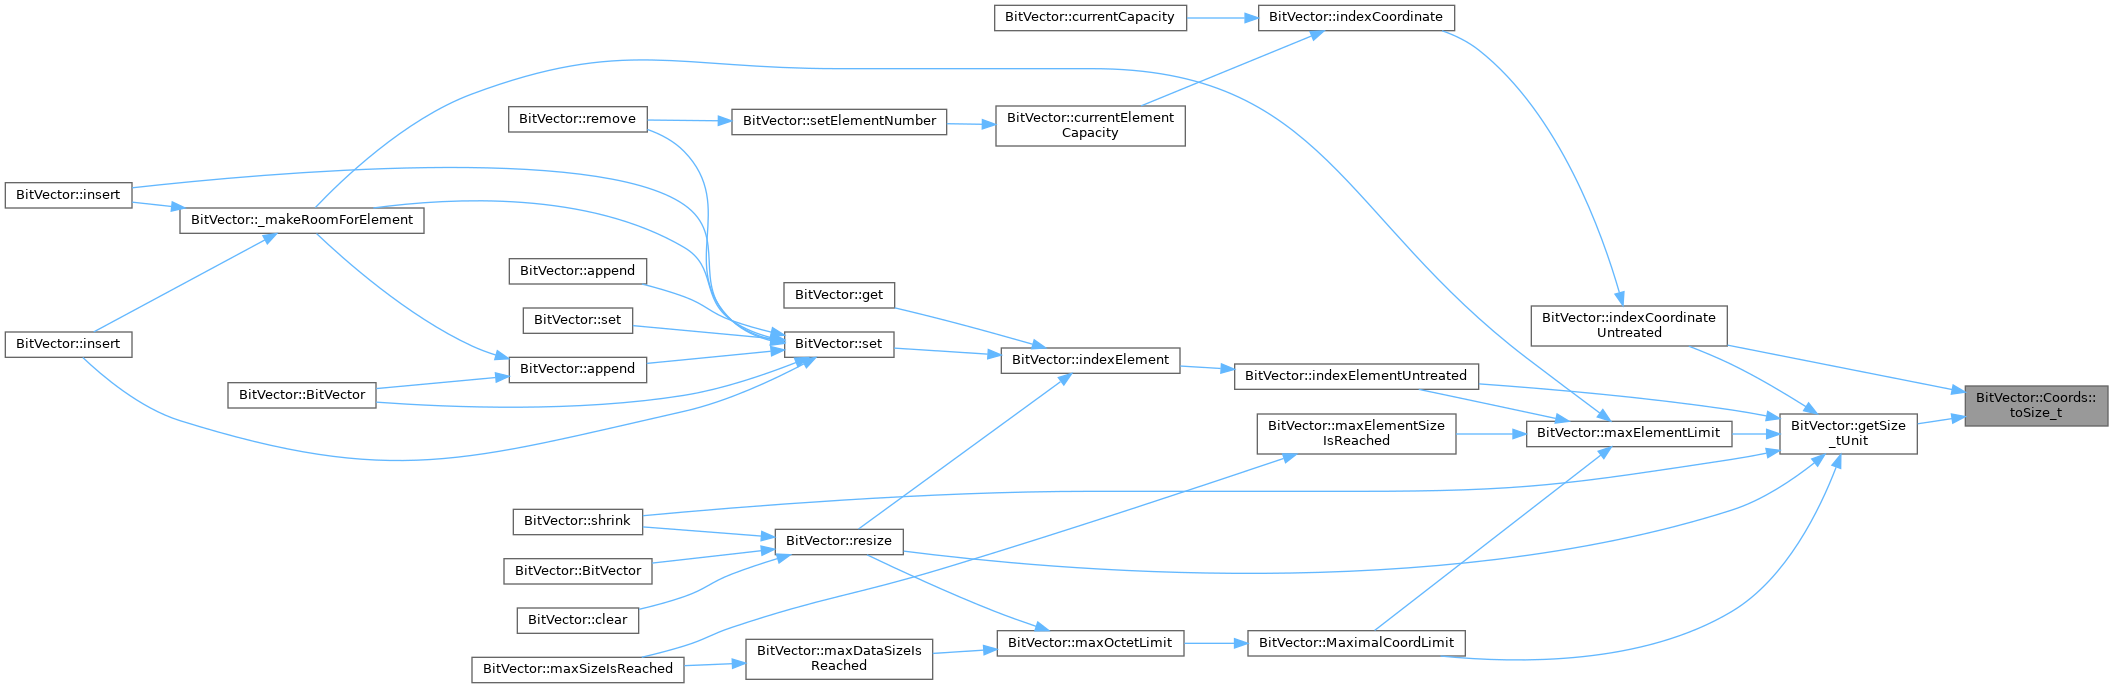 BitVector::currentCapacity
BitVector::indexCoordinate
BitVector::remove
BitVector::setElementNumber
BitVector::currentElement
Capacity
BitVector::insert
BitVector::_makeRoomForElement
BitVector::append
BitVector::get
BitVector::set
BitVector::indexCoordinate
Untreated
BitVector::insert
BitVector::set
BitVector::indexElement
BitVector::append
BitVector::indexElementUntreated
BitVector::BitVector
BitVector::Coords::
toSize_t
BitVector::maxElementSize
IsReached
BitVector::maxElementLimit
BitVector::getSize
_tUnit
BitVector::shrink
BitVector::resize
BitVector::BitVector
BitVector::clear
BitVector::maxSizeIsReached
BitVector::maxDataSizeIs
Reached
BitVector::maxOctetLimit
BitVector::MaximalCoordLimit